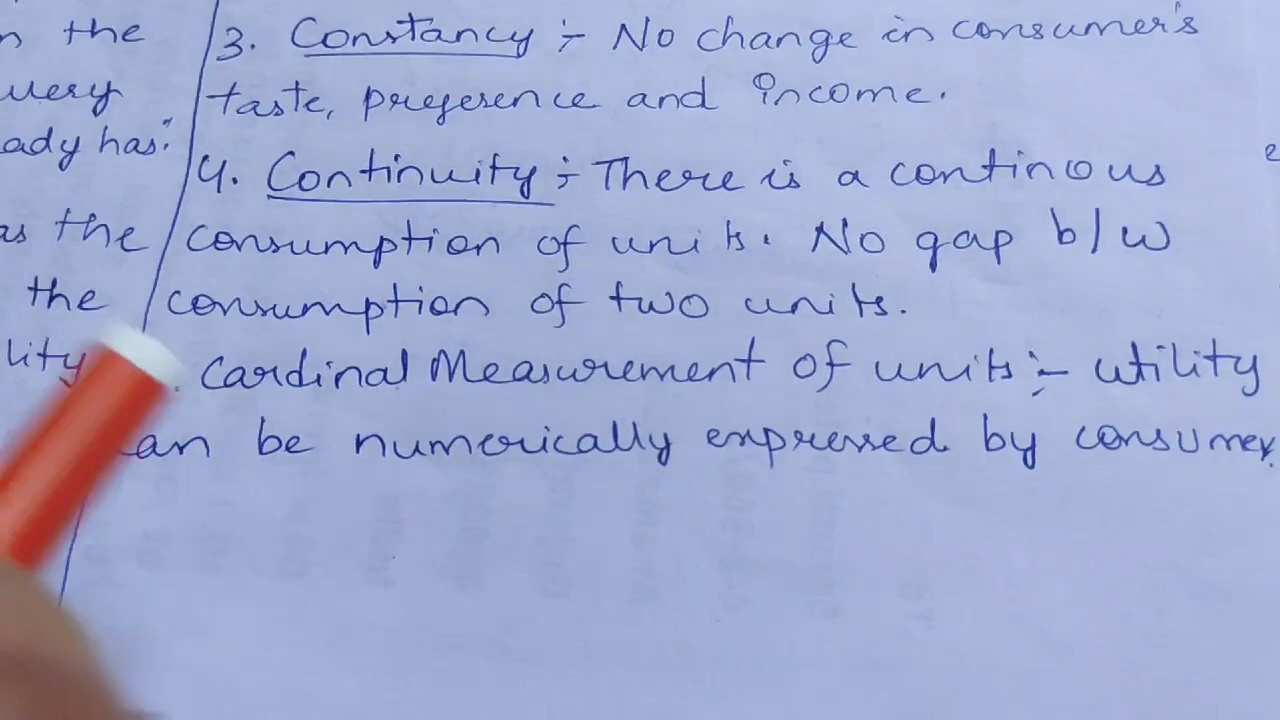 the
very
ady has."
as the
the
lity
3. Constancy :- No change in consumer's
taste, preference and income.
4. Continuity :- There is a continous
consumption of units. No gap b/w
consumption of two units.
. Cardinal Measurement of units :- utility
an be numerically expressed by consumer.